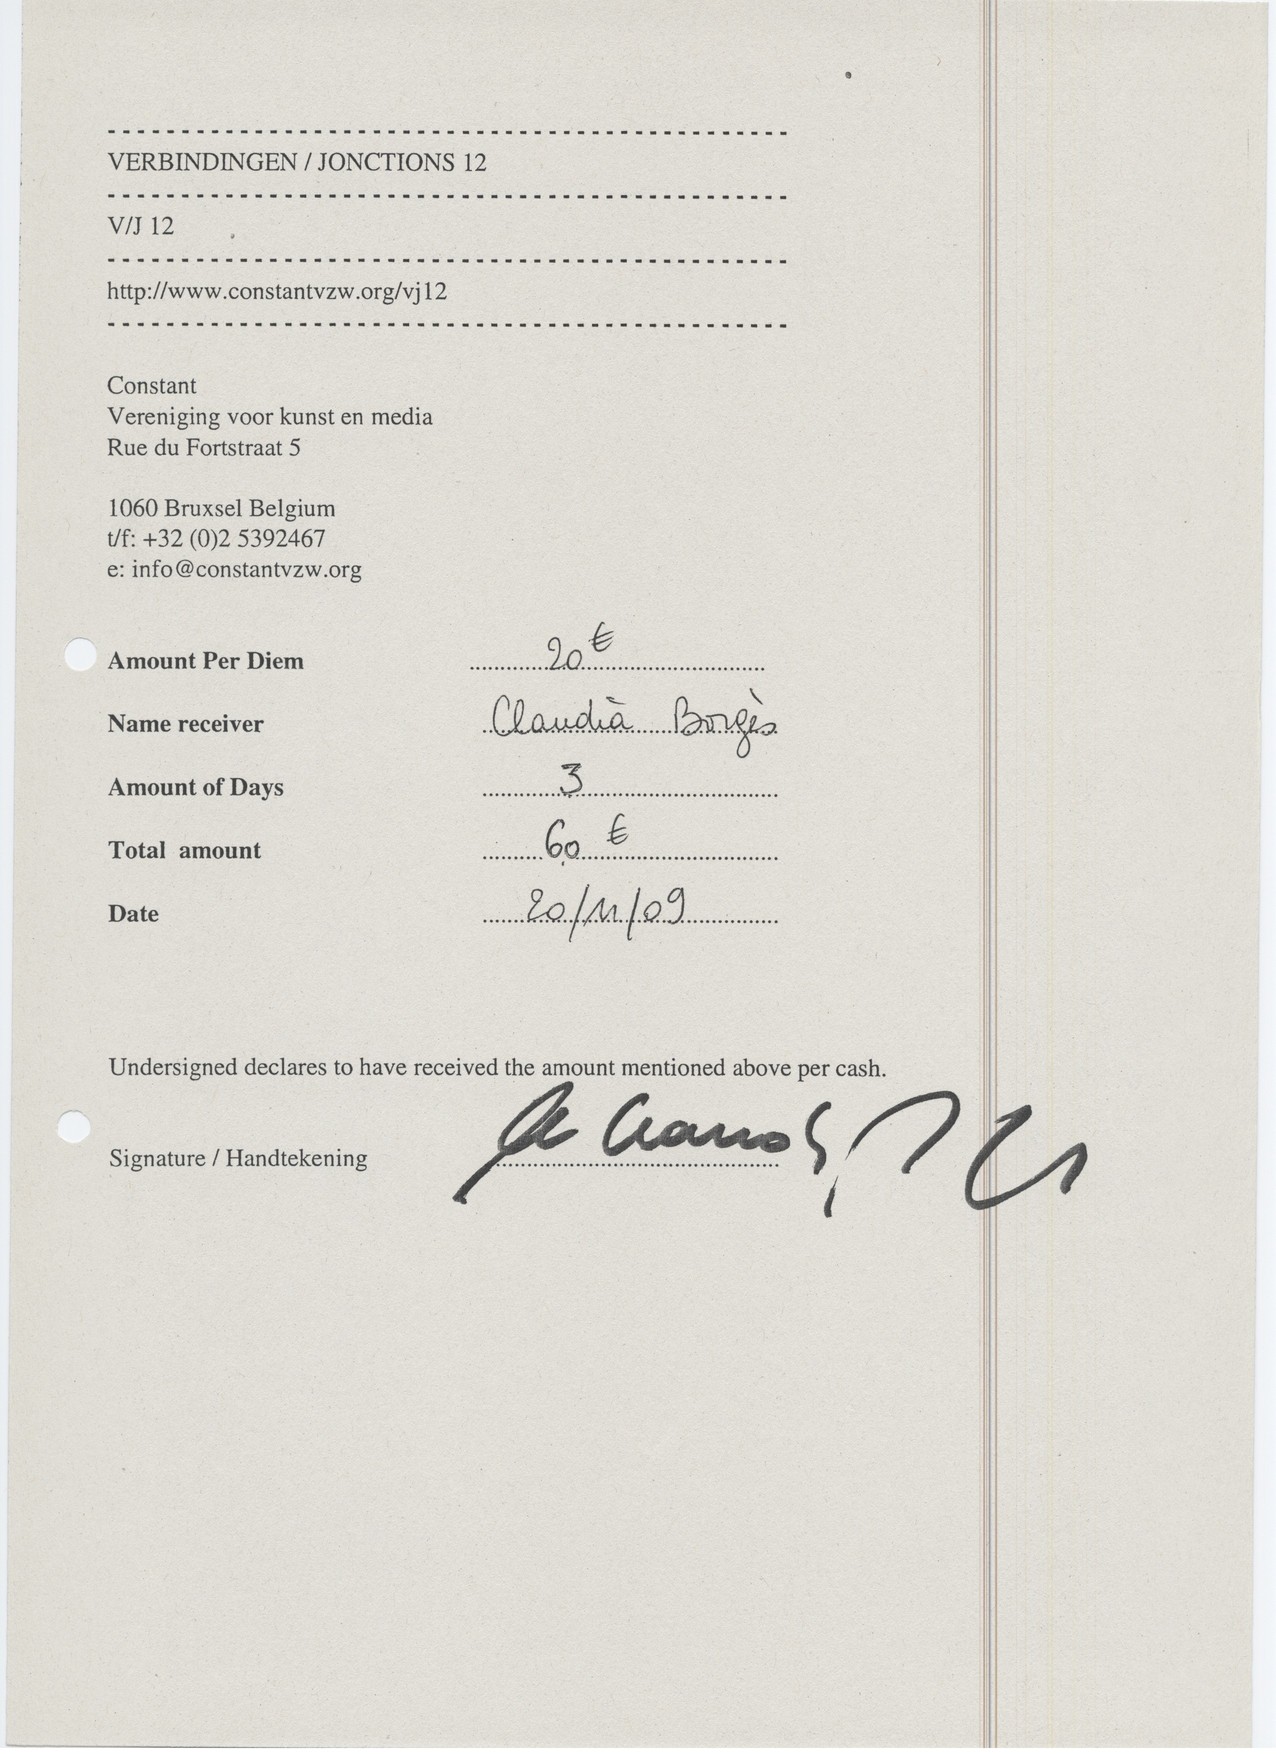 VERBINDINGEN / JONCTIONS 12
V/J 12
http://www.constantvzw.org/vj12
Constant
Vereniging voor kunst en media
Rue du Fortstraat 5
1060 Bruxsel Belgium
t/f: +32 (0)2 5392467
e: info@constantvzw.org
Amount Per Diem 20 €
Name receiver Claudià Borgès
Amount of Days 3
Total amount 60 €
Date 20/11/09
Undersigned declares to have received the amount mentioned above per cash.
Signature / Handtekening